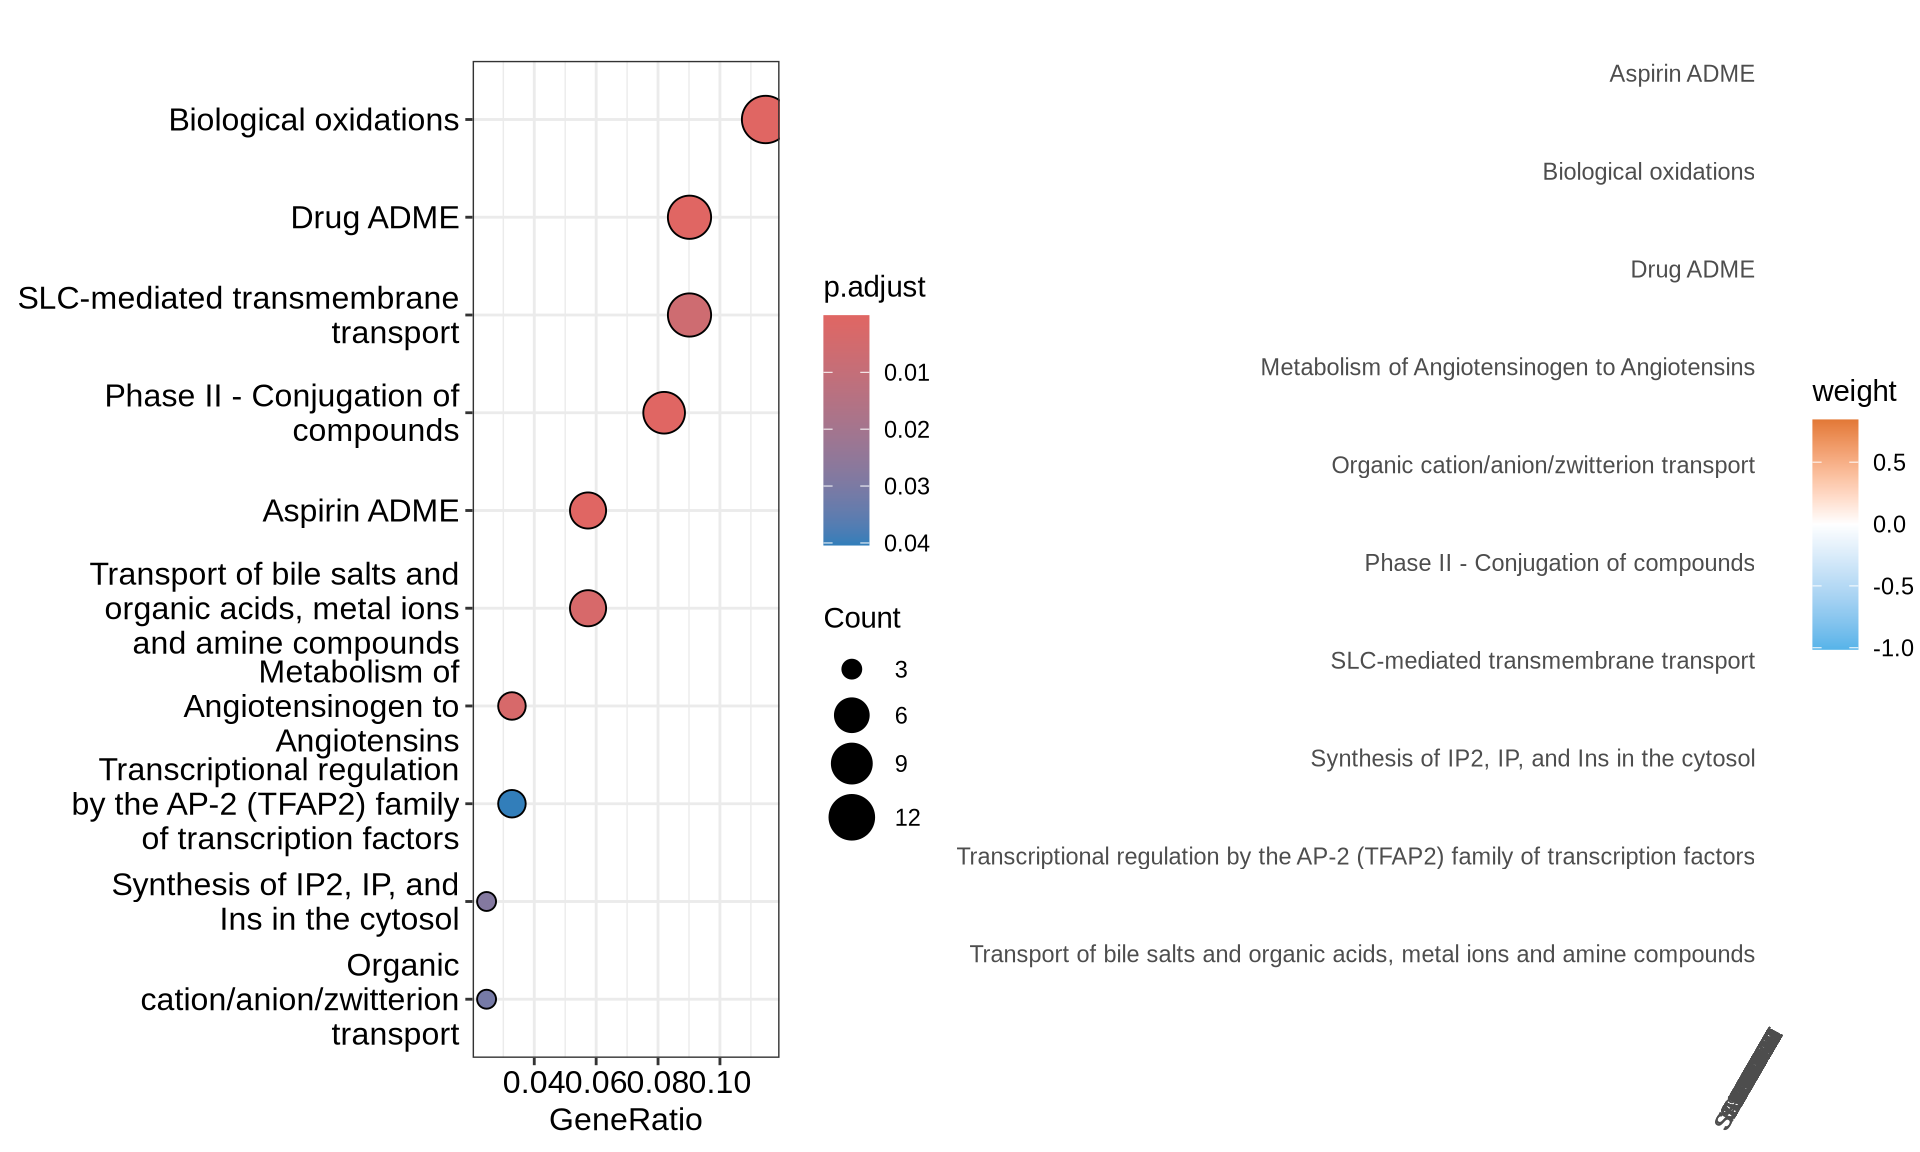 Biological oxidations
Drug ADME
SLC-mediated transmembrane
transport
Phase II - Conjugation of
compounds
Aspirin ADME
Transport of bile salts and
organic acids, metal ions
and amine compounds
Metabolism of
Angiotensinogen to
Angiotensins
Transcriptional regulation
by the AP-2 (TFAP2) family
of transcription factors
Synthesis of IP2, IP, and
Ins in the cytosol
Organic
cation/anion/zwitterion
transport
0.04 0.06 0.08 0.10
GeneRatio
p.adjust
0.01
0.02
0.03
0.04
Count
3
6
9
12
Aspirin ADME
Biological oxidations
Drug ADME
Metabolism of Angiotensinogen to Angiotensins
Organic cation/anion/zwitterion transport
Phase II - Conjugation of compounds
SLC-mediated transmembrane transport
Synthesis of IP2, IP, and Ins in the cytosol
Transcriptional regulation by the AP-2 (TFAP2) family of transcription factors
Transport of bile salts and organic acids, metal ions and amine compounds
weight
0.5
0.0
-0.5
-1.0